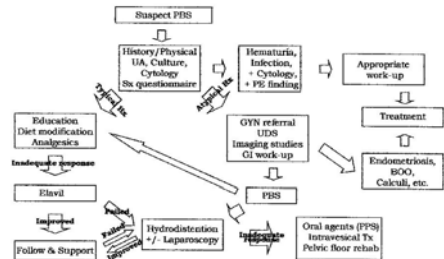 Suspect PBS
History/Physical
UA, Culture,
Cytology
Sx questionnaire
Hematuria,
Infection,
+ Cytology,
+ PE finding
Appropriate
work-up
Treatment
Typical Hx
Atypical Hx
Education
Diet modification
Analgesics
GYN referral
UDS
Imaging studies
GI work-up
Endometriosis,
BOO,
Calculi, etc.
Inadequate response
Elavil
PBS
Failed
Improved
Failed
Improved
Hydrodistention
+/- Laparoscopy
Inadequate
response
Oral agents (PPS)
Intravesical Tx
Pelvic floor rehab
Follow & Support